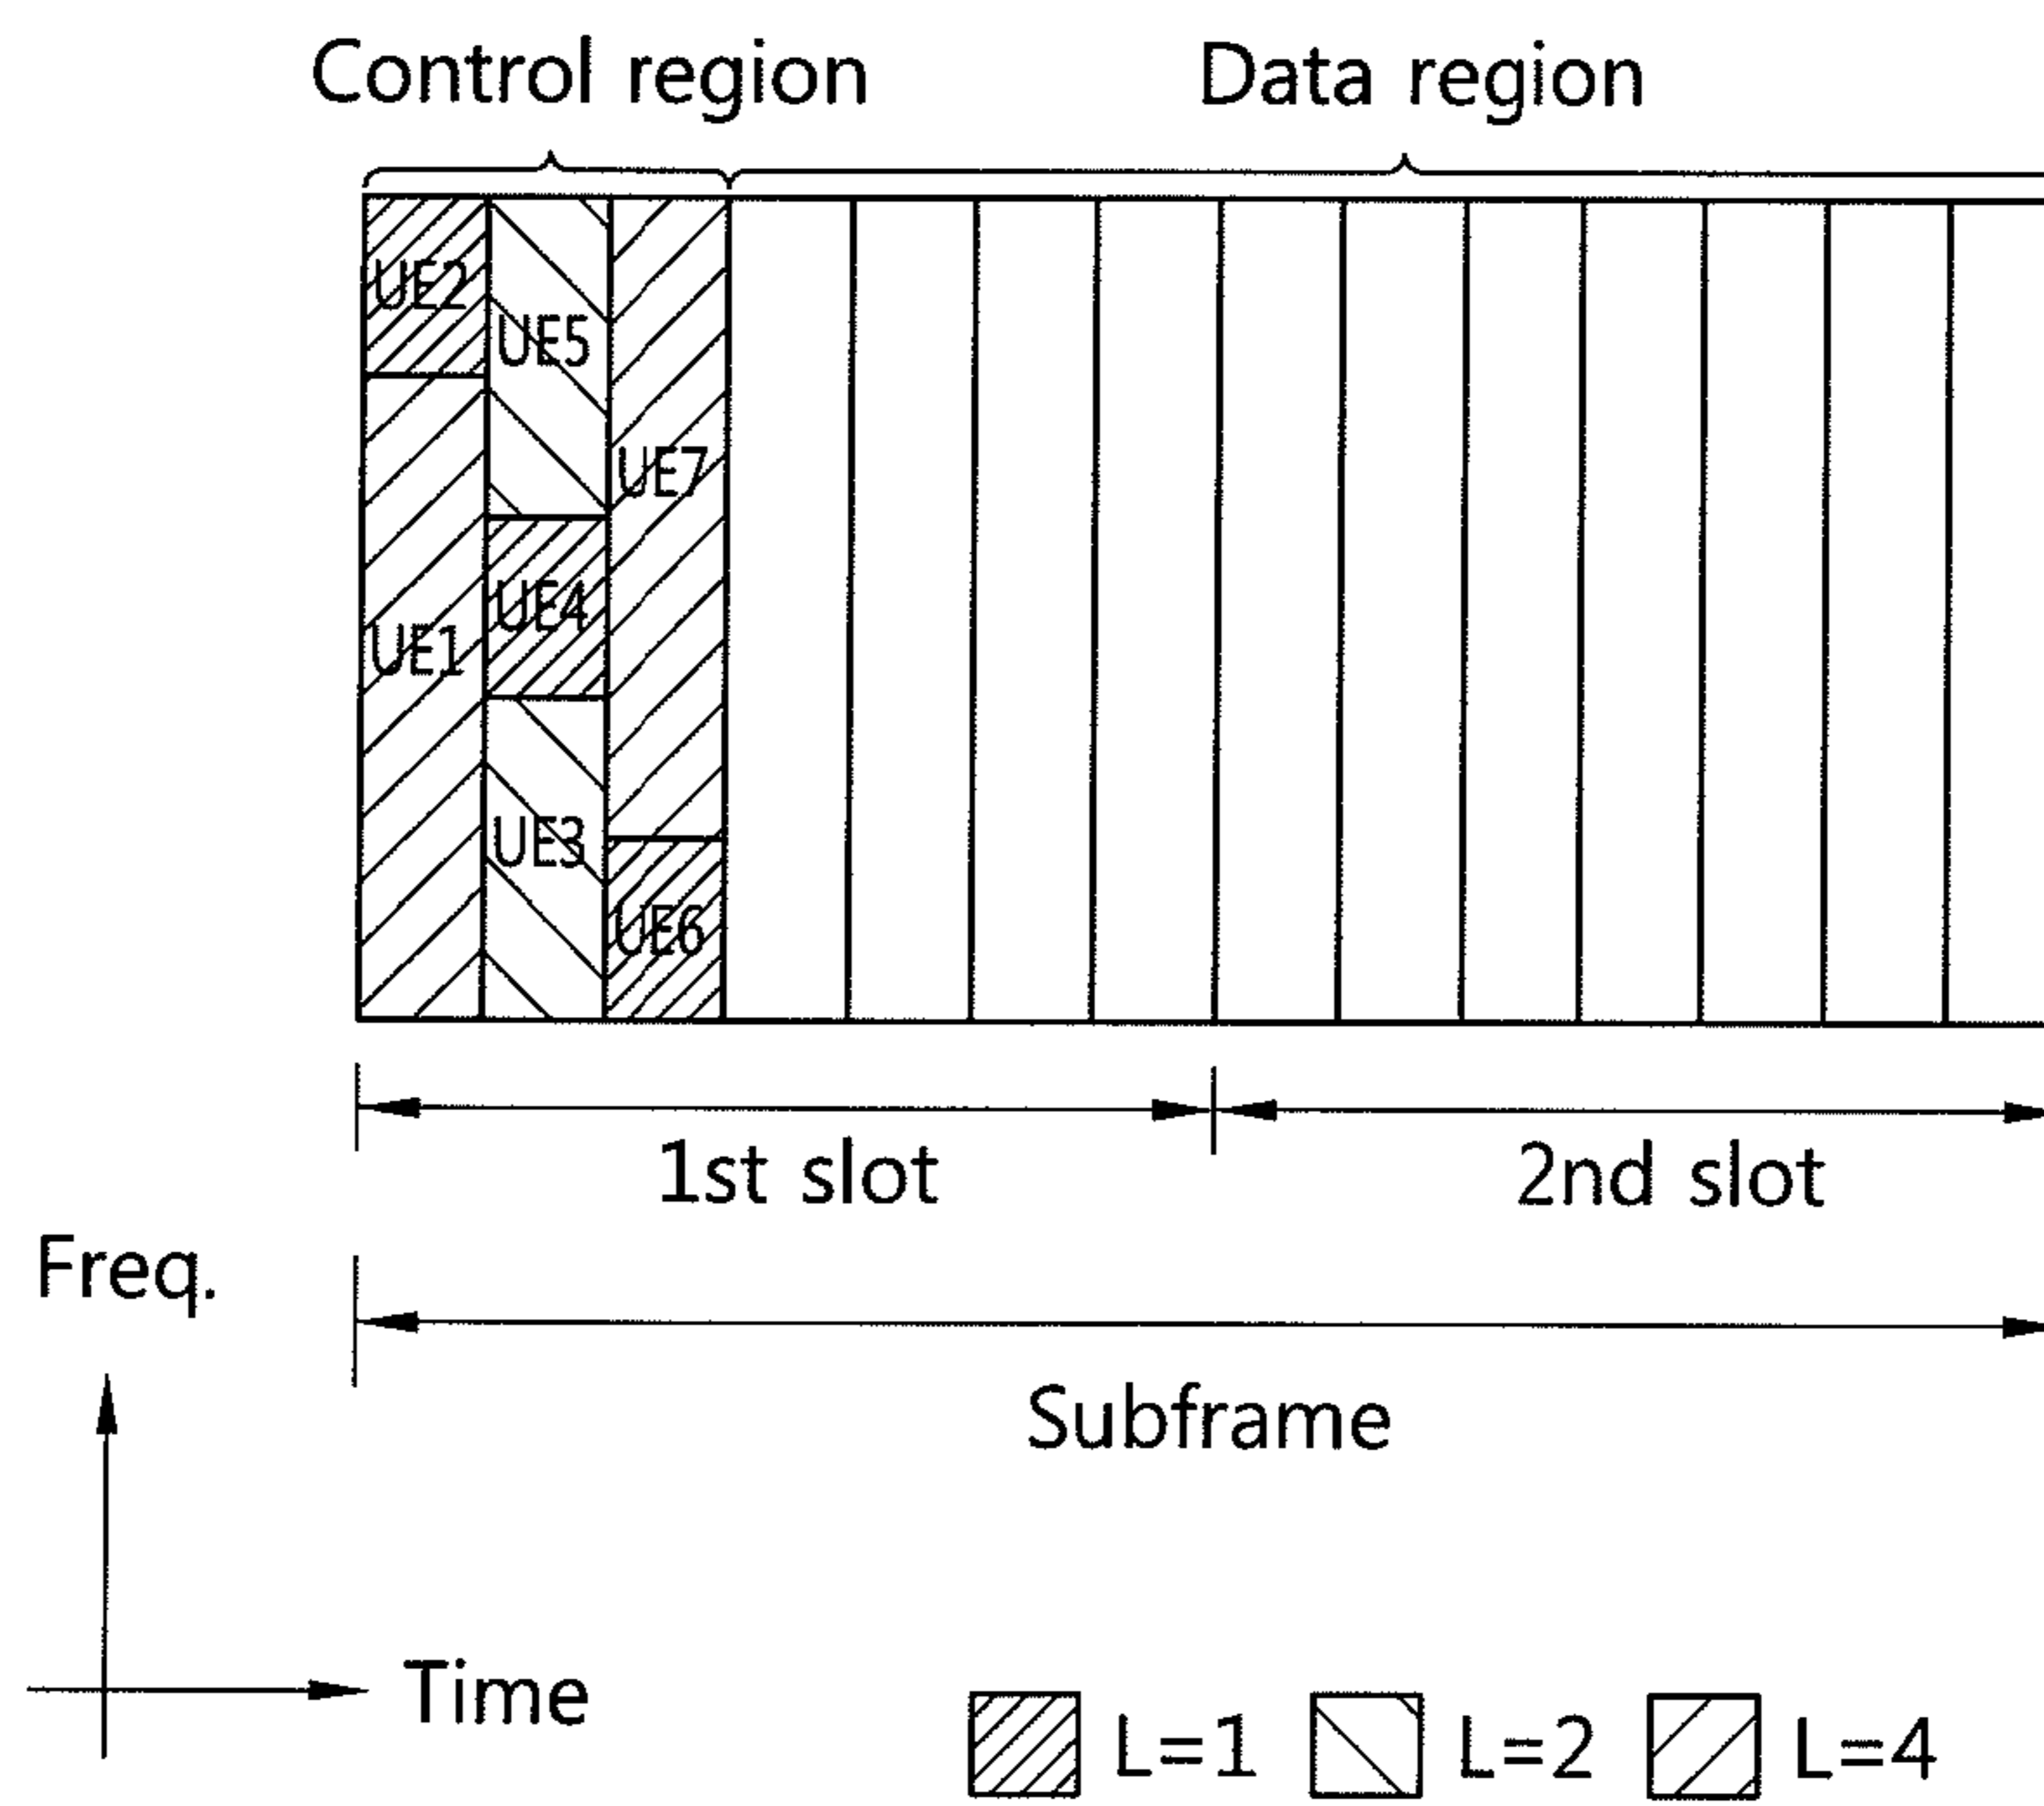 Control region Data region
UE2
UE5
UE7
UE4
UE1
UE3
UE6
1st slot 2nd slot
Freq.
Subframe
Time
L=1 L=2 L=4